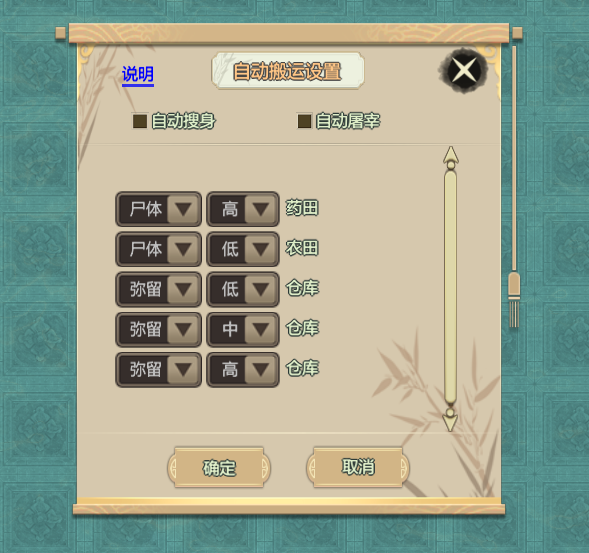 说明
自动搬运设置
自动搜身 自动屠宰
尸体 高 药田
尸体 低 农田
弥留 低 仓库
弥留 中 仓库
弥留 高 仓库
确定 取消